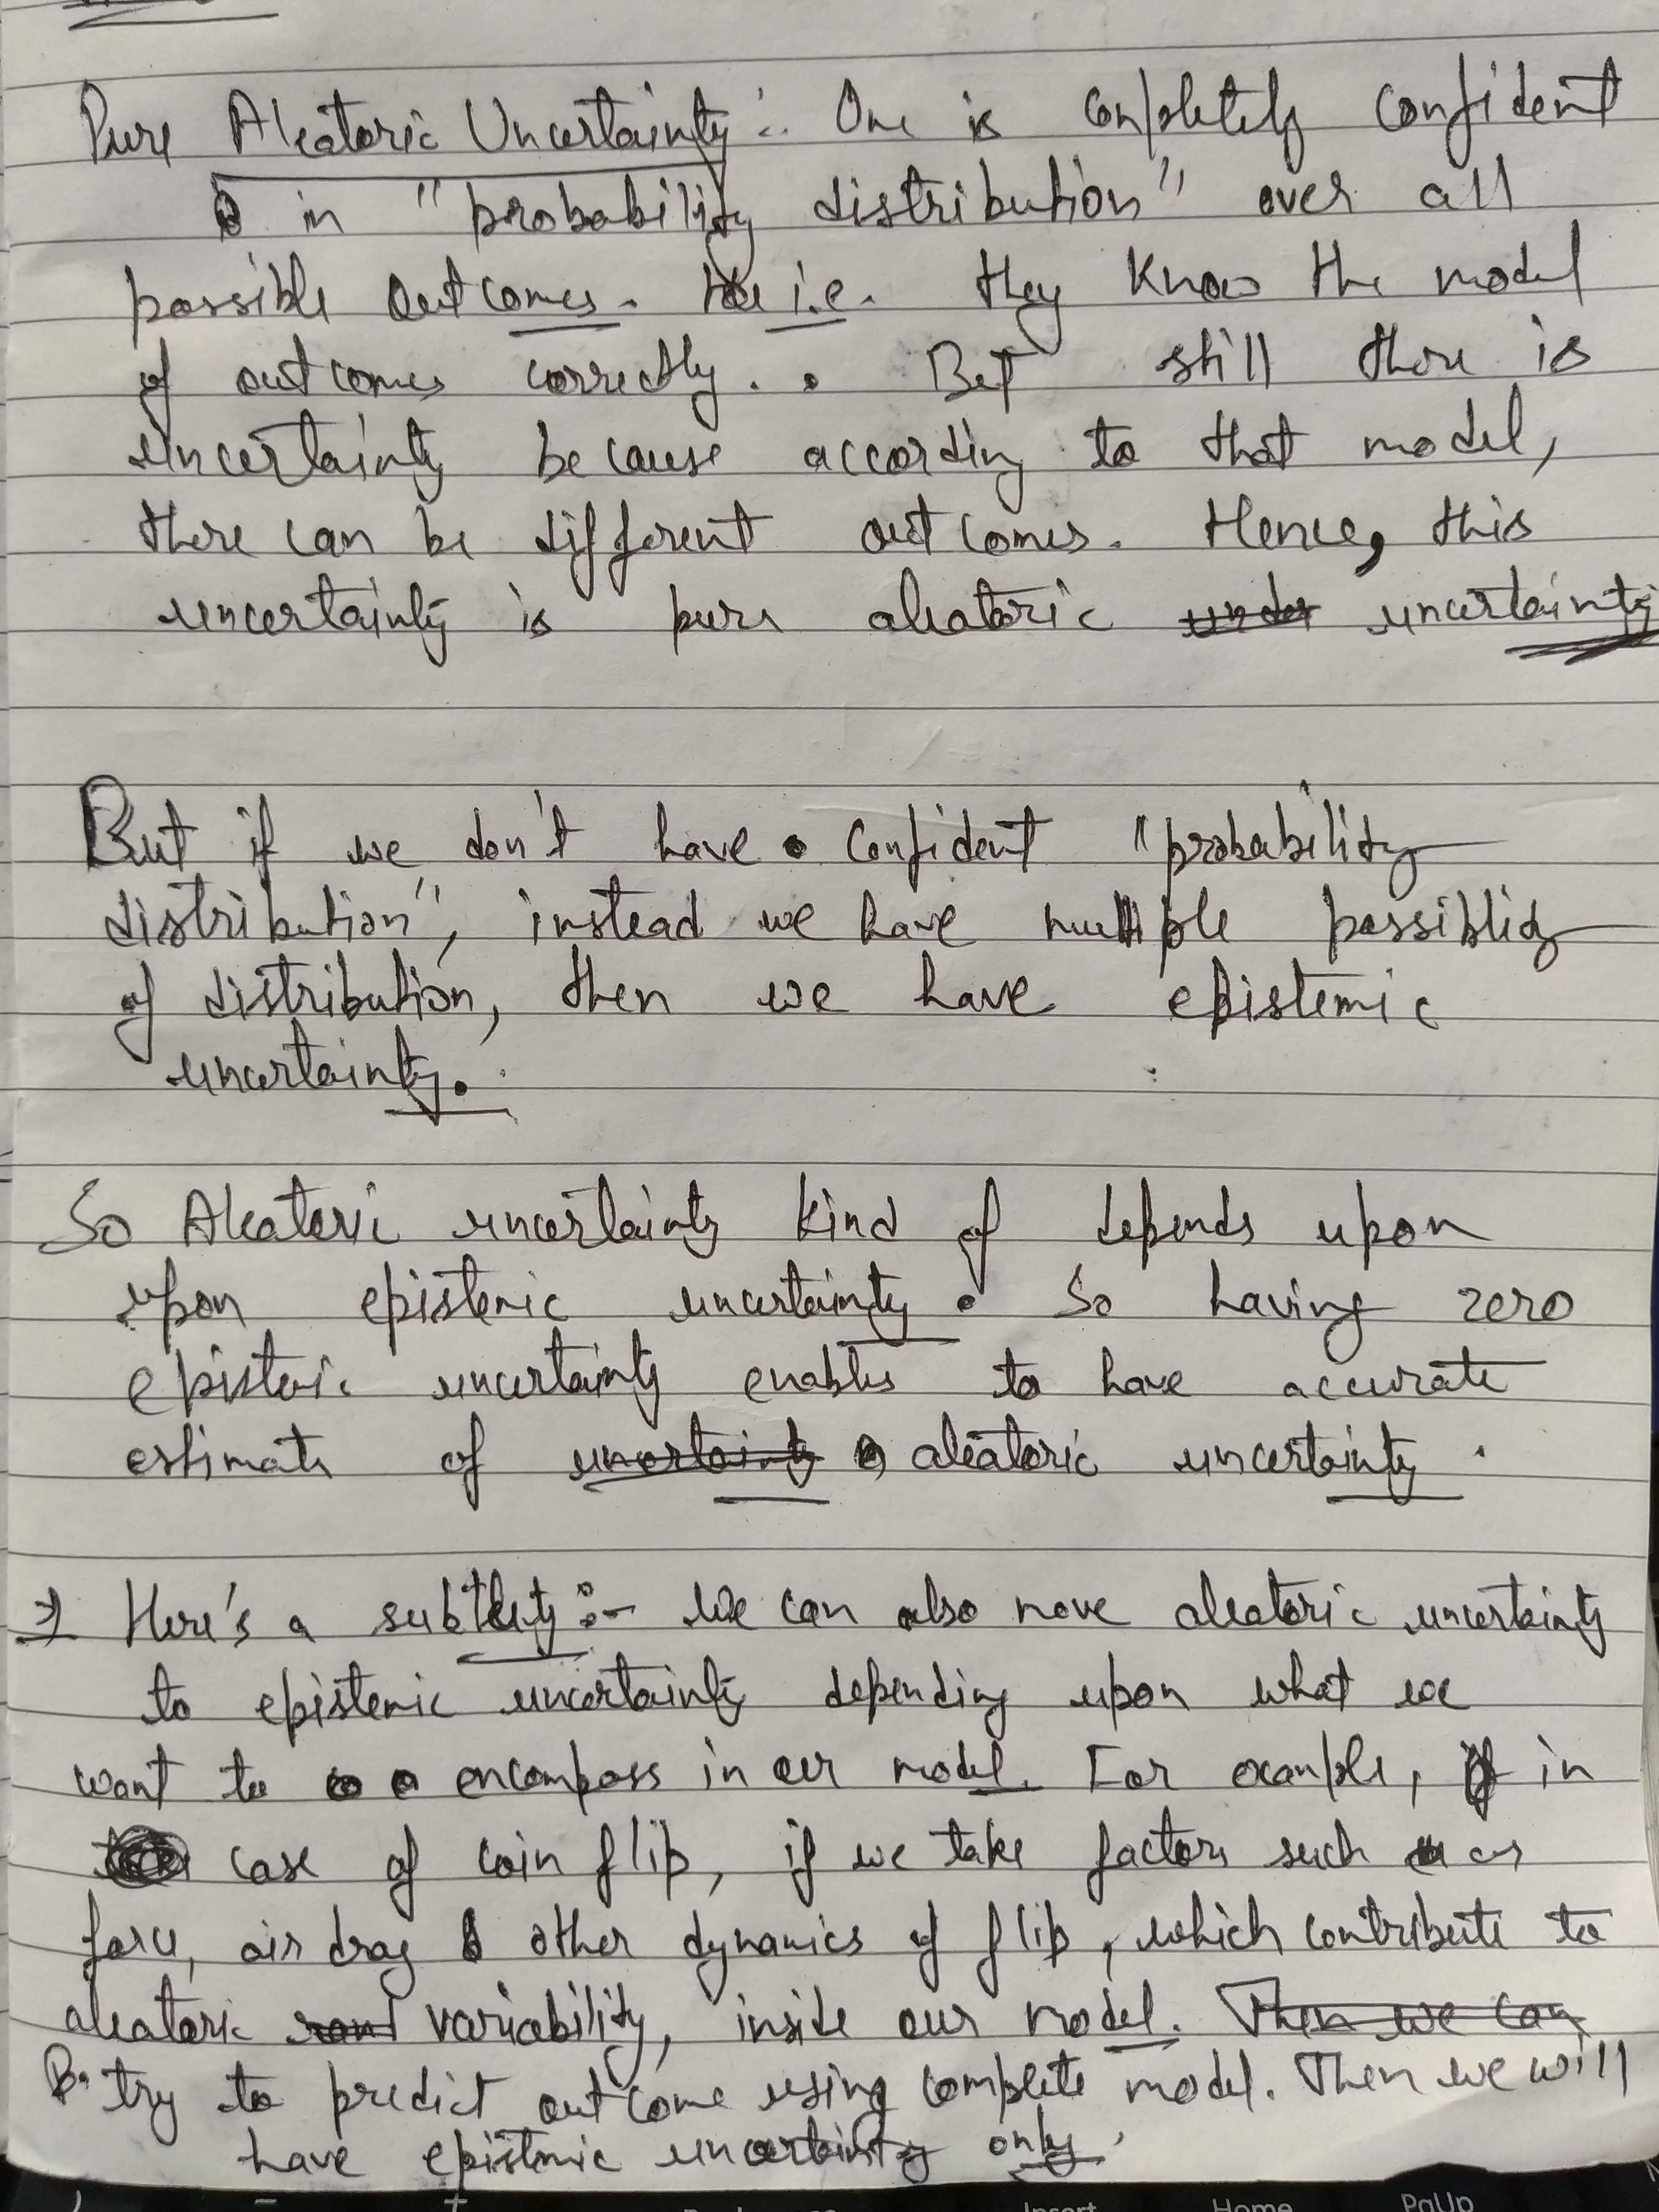 Pure Aleatoric Uncertainty :- One is completely confident
in "probability distribution" over all
possible outcomes. i.e. they know the model
of outcomes correctly. But still there is
uncertainty because according to that model,
there can be different outcomes. Hence, this
uncertainty is pure aleatoric uncertainty
But if we don't have confident "probability
distribution", instead we have multiple possiblity
of distribution, then we have epistemic
uncertainty.
So Aleatoric uncertainty kind of depends upon
upon epistemic uncertainty. So having zero
epistemic uncertainty enables to have accurate
estimate of aleatoric uncertainty.
⇒ Here's a subtlety :- We can also move aleatoric uncertainty
to epistemic uncertainty depending upon what we
want to encompass in our model. For example, in
case of coin flip, if we take factors such as
force, air drag & other dynamics of flip, which contribute to
aleatoric variability, inside our model. Then we can
try to predict outcome using complete model. Then we will
have epistemic uncertainty only.
- + Insert Home PgUp